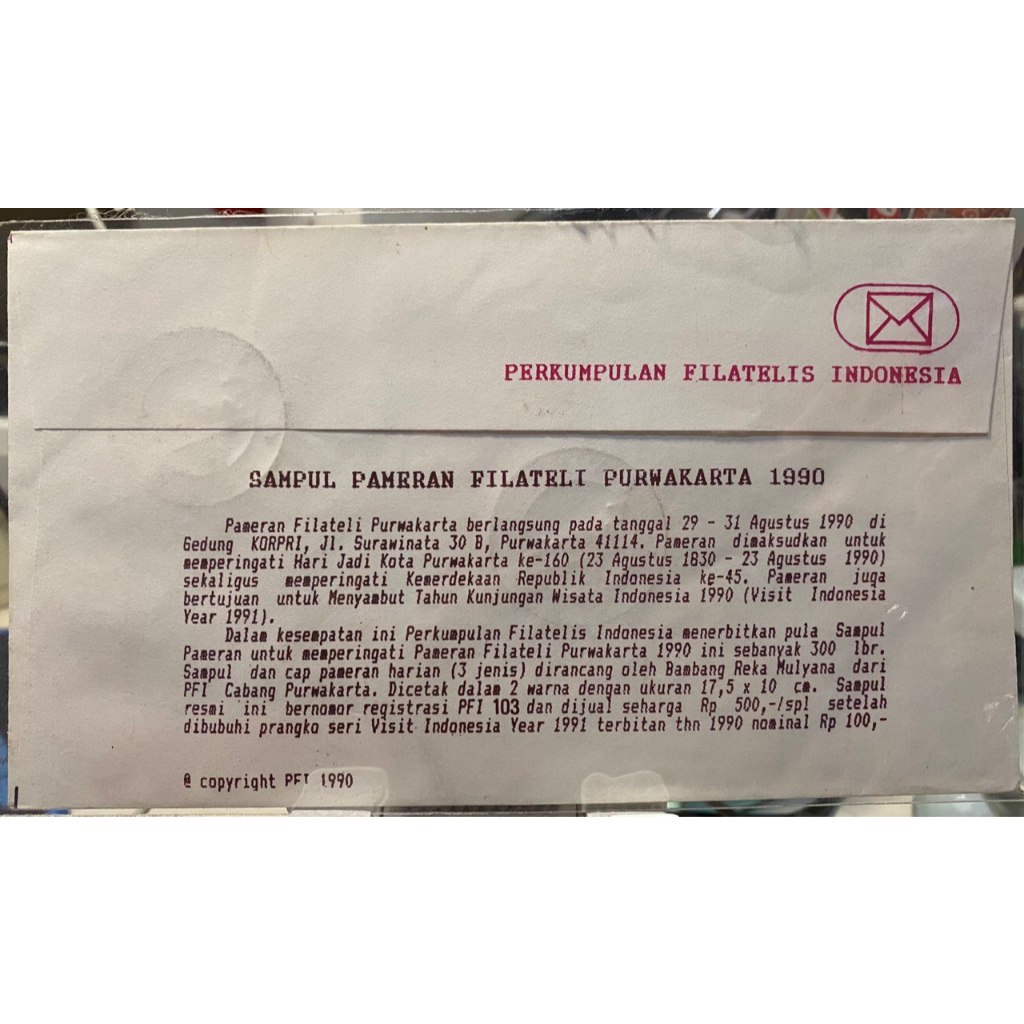 PERKUMPULAN FILATELIS INDONESIA
SAMPUL PAMERAN FILATELI PURWAKARTA 1990
Pameran Filateli Purwakarta berlangsung pada tanggal 29 - 31 Agustus 1990 di
Gedung KORPRI, Jl. Surawinata 30 B, Purwakarta 41114. Pameran dimaksudkan untuk
memperingati Hari Jadi Kota Purwakarta ke-160 (23 Agustus 1830 - 23 Agustus 1990)
sekaligus memperingati Kemerdekaan Republik Indonesia ke-45. Pameran juga
bertujuan untuk Menyambut Tahun Kunjungan Wisata Indonesia 1990 (Visit Indonesia
Year 1991).
Dalam kesempatan ini Perkumpulan Filatelis Indonesia menerbitkan pula Sampul
Pameran untuk memperingati Pameran Filateli Purwakarta 1990 ini sebanyak 300 lbr.
Sampul dan cap pameran harian (3 jenis) dirancang oleh Bambang Reka Mulyana dari
PFI Cabang Purwakarta. Dicetak dalam 2 warna dengan ukuran 17,5 x 10 cm. Sampul
resmi ini bernomor registrasi PFI 103 dan dijual seharga Rp 500,-/spl setelah
dibubuhi prangko seri Visit Indonesia Year 1991 terbitan thn 1990 nominal Rp 100,-
@ copyright PFI 1990